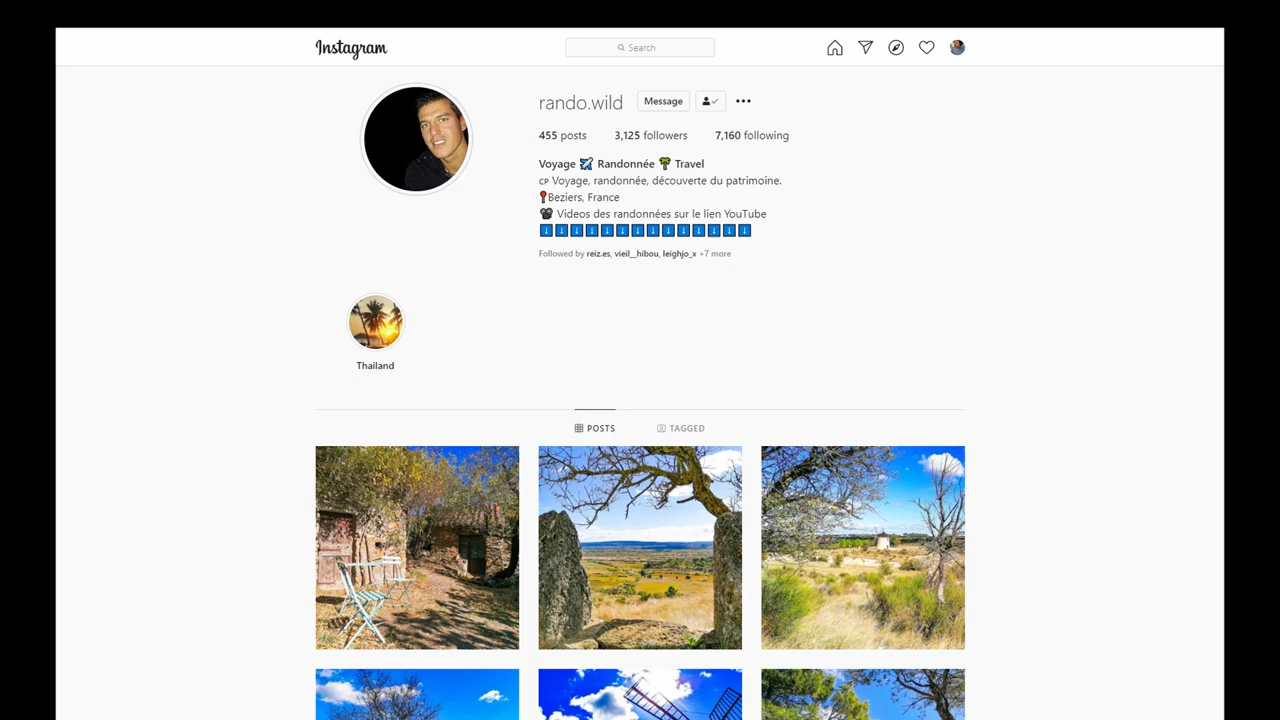 Instagram
Search
rando.wild Message
455 posts 3,125 followers 7,160 following
Voyage ✈️ Randonnée 🌴 Travel
CP Voyage, randonnée, découverte du patrimoine.
📍Beziers, France
🎥 Videos des randonnées sur le lien YouTube
⬇️⬇️⬇️⬇️⬇️⬇️⬇️⬇️⬇️⬇️⬇️⬇️⬇️⬇️
Followed by reiz.es, vieil__hibou, leighjo_x +7 more
Thailand
POSTS TAGGED